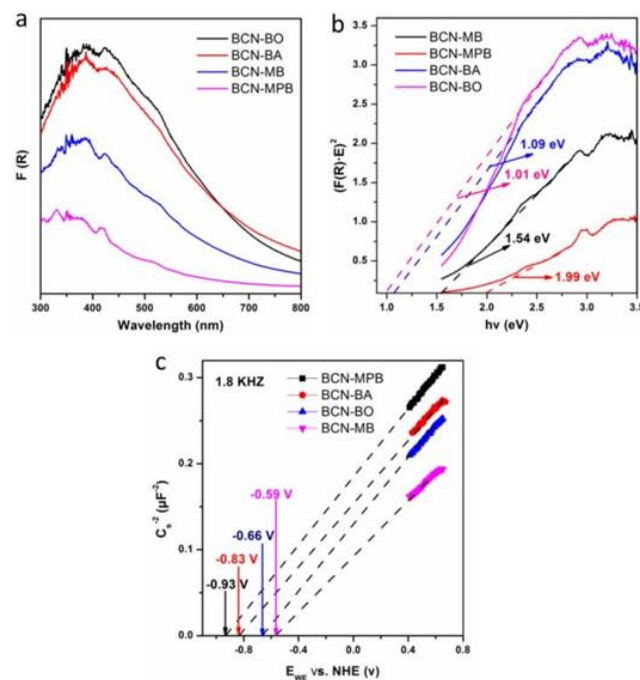 a
BCN-BO
BCN-BA
BCN-MB
BCN-MPB
F (R)
300 400 500 600 700 800
Wavelength (nm)
b
BCN-MB
BCN-MPB
BCN-BA
BCN-BO
(F(R)·E)²
3.5
3.0
2.5
2.0
1.5
1.0
0.5
1.09 eV
1.01 eV
1.54 eV
1.99 eV
1.0 1.5 2.0 2.5 3.0 3.5
hv (eV)
c
1.8 KHZ
BCN-MPB
BCN-BA
BCN-BO
BCN-MB
Cₛ⁻² (μF⁻²)
0.3
0.2
0.1
0.0
-0.59 V
-0.66 V
-0.83 V
-0.93 V
-1.2 -0.8 -0.4 0.0 0.4 0.8
E_WE vs. NHE (v)